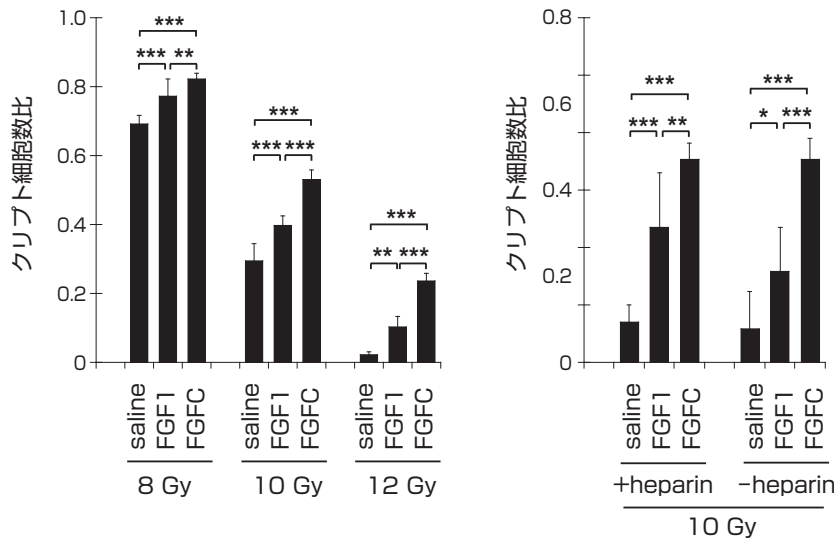 クリプト細胞数比
1.0
0.8
0.6
0.4
0.2
0
***
*** **
***
*** ***
***
** ***
saline
FGF1
FGFC
saline
FGF1
FGFC
saline
FGF1
FGFC
8 Gy
10 Gy
12 Gy
クリプト細胞数比
0.8
0.6
0.4
0.2
0
***
*** **
***
* ***
saline
FGF1
FGFC
saline
FGF1
FGFC
+heparin
−heparin
10 Gy